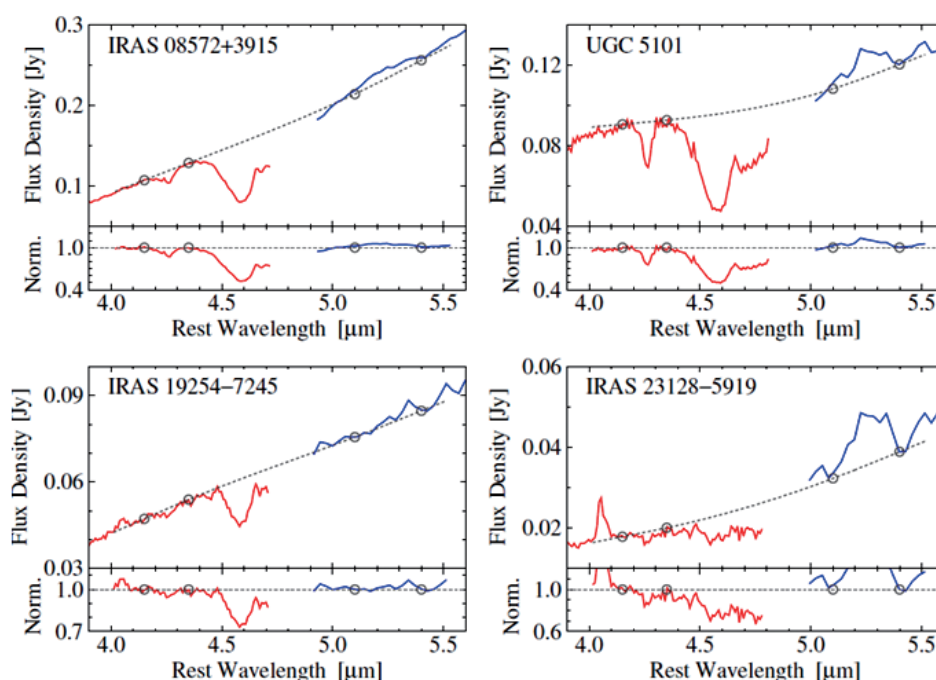 IRAS 08572+3915
Flux Density [Jy]
0.3
0.2
0.1
Norm.
1.0
0.4
4.0 4.5 5.0 5.5
Rest Wavelength [μm]
UGC 5101
Flux Density [Jy]
0.12
0.08
0.04
Norm.
1.0
0.4
4.0 4.5 5.0 5.5
Rest Wavelength [μm]
IRAS 19254−7245
Flux Density [Jy]
0.09
0.06
0.03
Norm.
1.0
0.7
4.0 4.5 5.0 5.5
Rest Wavelength [μm]
IRAS 23128−5919
Flux Density [Jy]
0.06
0.04
0.02
Norm.
1.0
0.6
4.0 4.5 5.0 5.5
Rest Wavelength [μm]